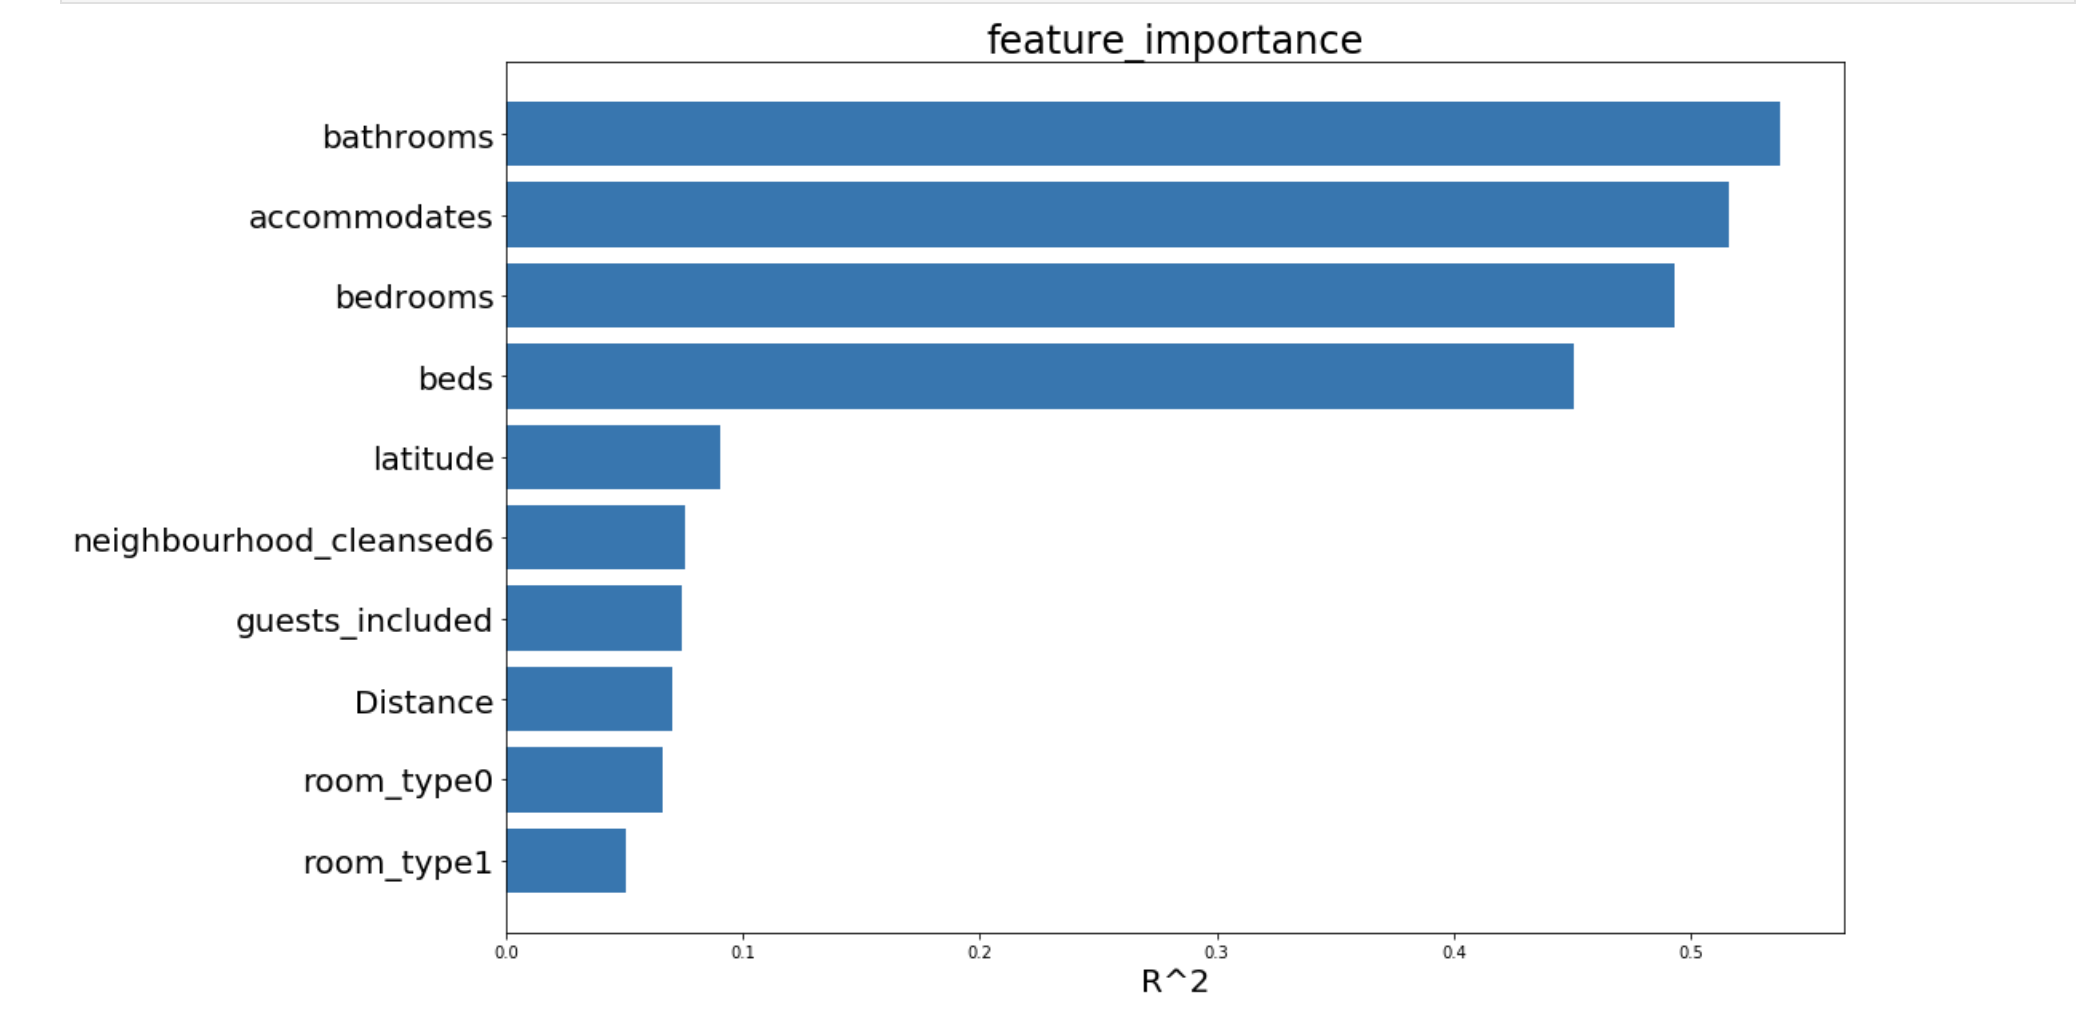 feature_importance
bathrooms
accommodates
bedrooms
beds
latitude
neighbourhood_cleansed6
guests_included
Distance
room_type0
room_type1
0.0 0.1 0.2 0.3 0.4 0.5
R^2